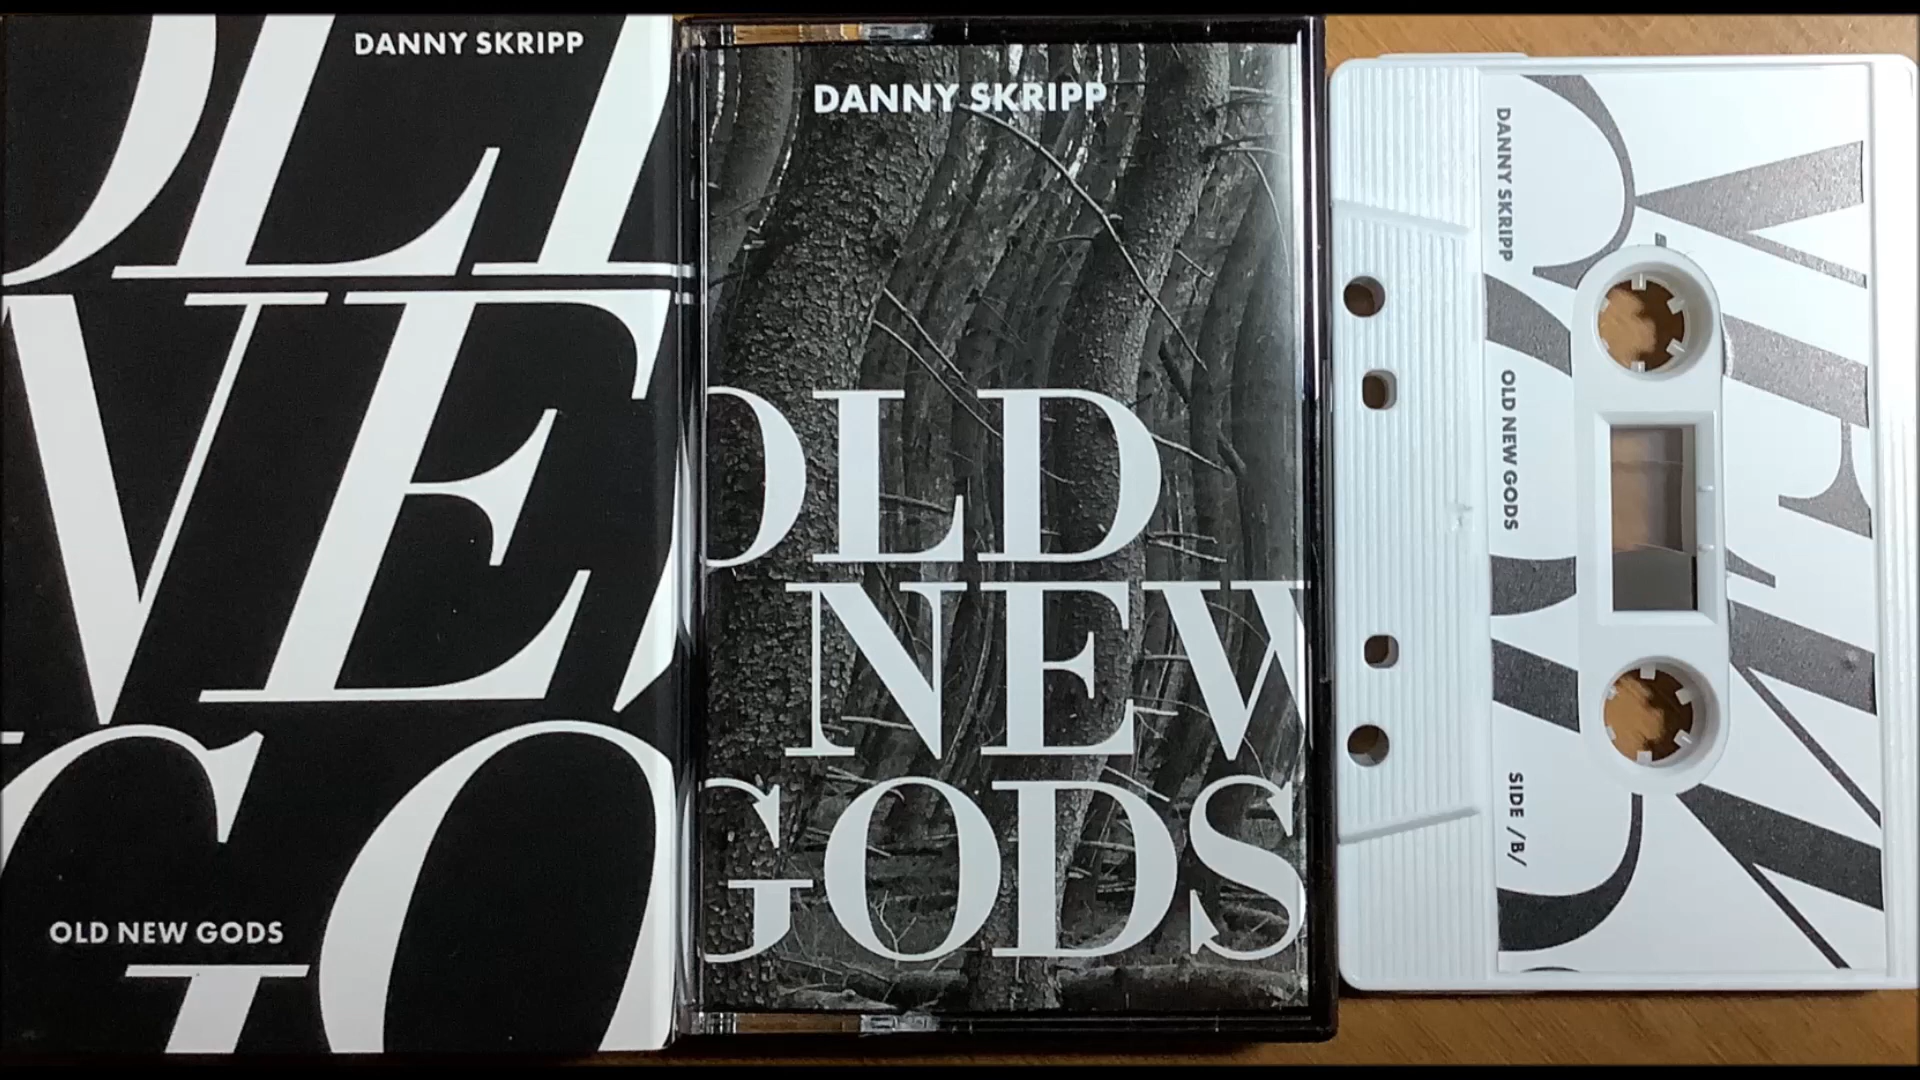 DANNY SKRIPP
OLD NEW GODS
DANNY SKRIPP
OLD
NEW
GODS
DANNY SKRIPP
OLD NEW GODS
SIDE /B/